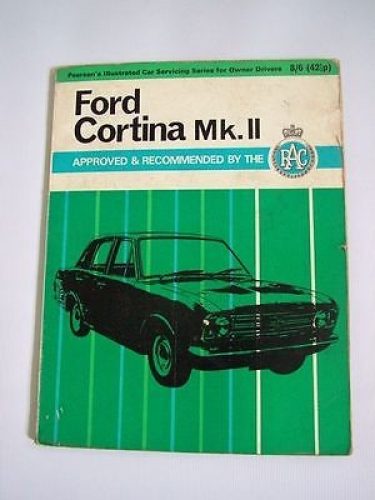 Pearson's Illustrated Car Servicing Series for Owner Drivers 8/6 (42½p)
Ford
Cortina Mk.II
APPROVED & RECOMMENDED BY THE RAC